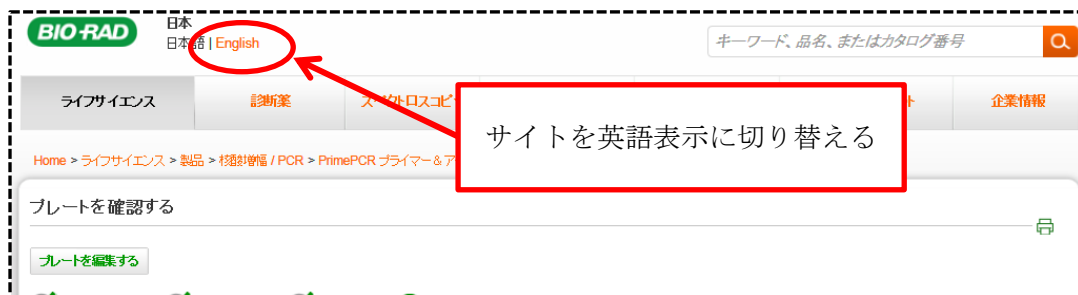 BIO-RAD
日本
日本語 | English
キーワード、品名、またはカタログ番号
ライフサイエンス 診断薬 企業情報
サイトを英語表示に切り替える
Home > ライフサイエンス > 製品 > 核酸増幅 / PCR > PrimePCR プライマー &
プレートを確認する
プレートを編集する